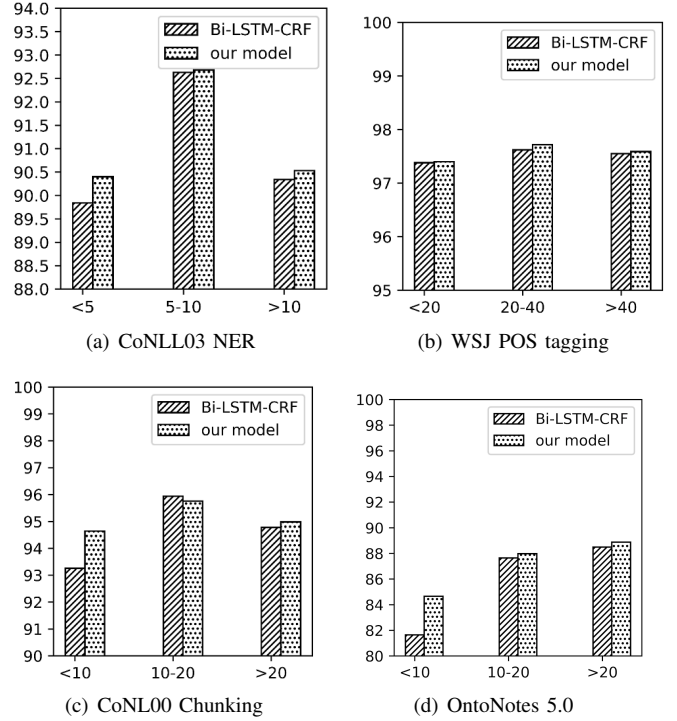 94.0
93.5
93.0
92.5
92.0
91.5
91.0
90.5
90.0
89.5
89.0
88.5
88.0
Bi-LSTM-CRF
our model
<5 5-10 >10
(a) CoNLL03 NER
100
99
98
97
96
95
Bi-LSTM-CRF
our model
<20 20-40 >40
(b) WSJ POS tagging
100
99
98
97
96
95
94
93
92
91
90
Bi-LSTM-CRF
our model
<10 10-20 >20
(c) CoNL00 Chunking
100
98
96
94
92
90
88
86
84
82
80
Bi-LSTM-CRF
our model
<10 10-20 >20
(d) OntoNotes 5.0